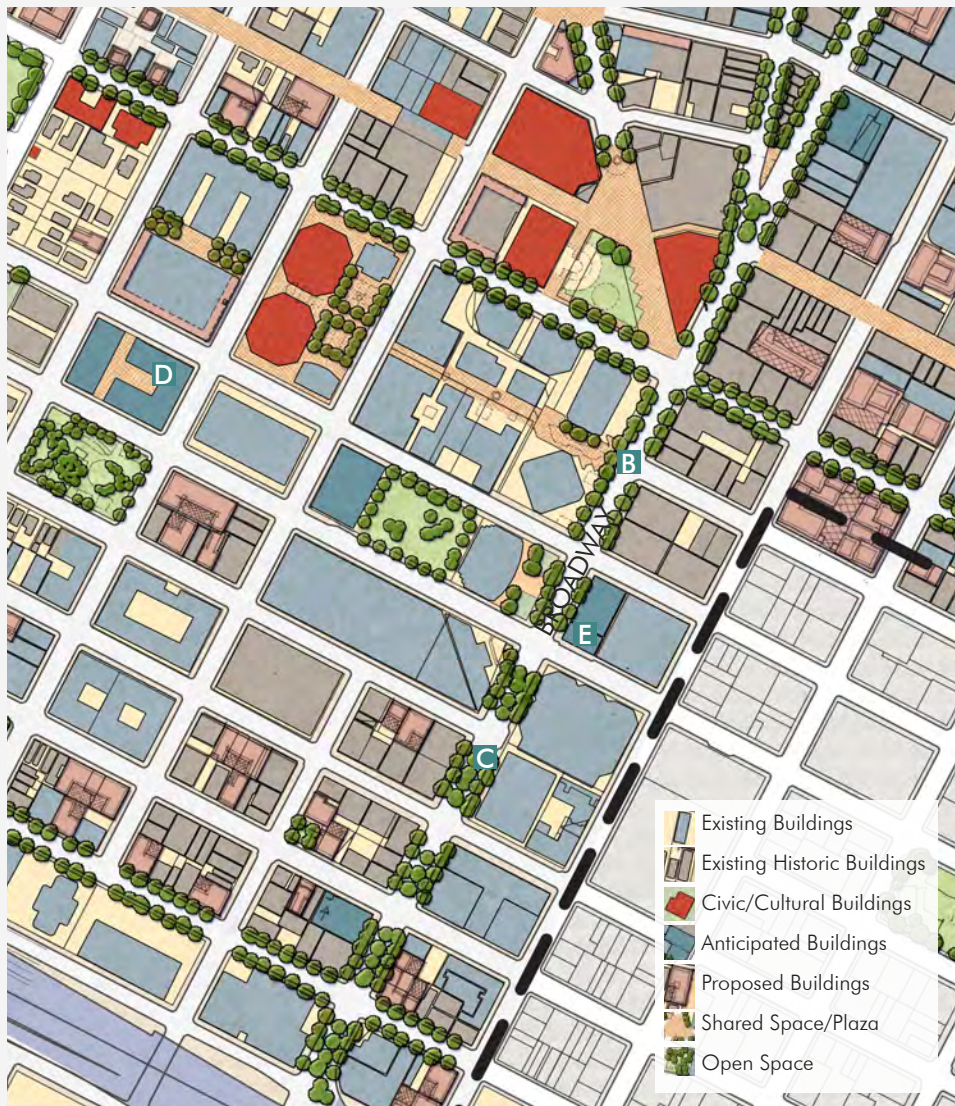 D
B
BROADWAY
E
C
Existing Buildings
Existing Historic Buildings
Civic/Cultural Buildings
Anticipated Buildings
Proposed Buildings
Shared Space/Plaza
Open Space